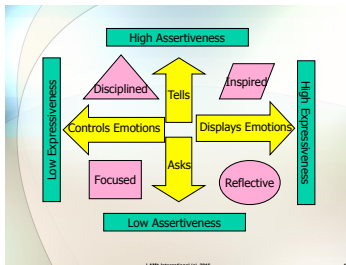 High Assertiveness
Disciplined
Inspired
Tells
Low Expressiveness
Controls Emotions
Displays Emotions
High Expressiveness
Asks
Focused
Reflective
Low Assertiveness